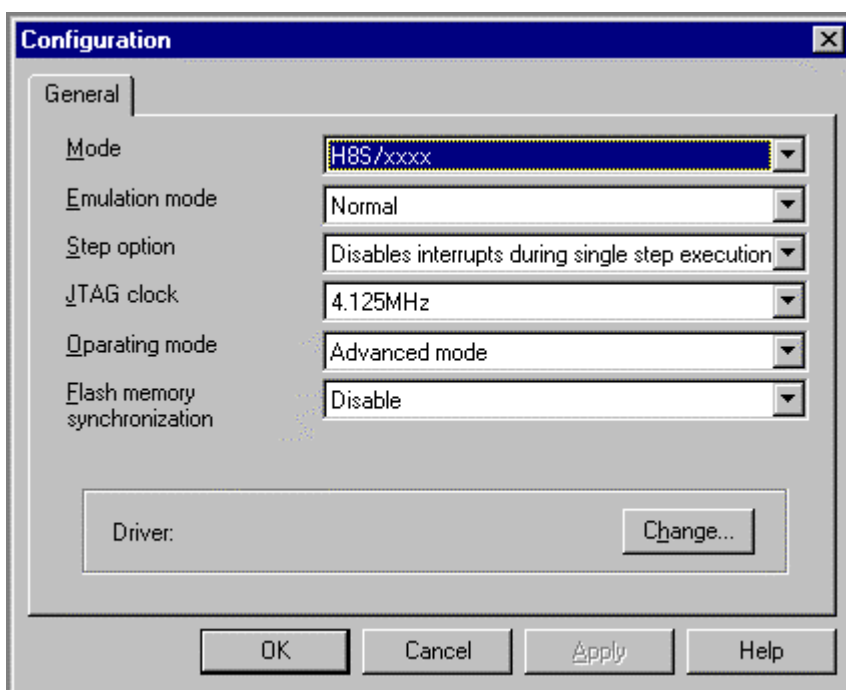 Configuration
General
Mode
H8S/xxxx
Emulation mode
Normal
Step option
Disables interrupts during single step execution
JTAG clock
4.125MHz
Oparating mode
Advanced mode
Flash memory
synchronization
Disable
Driver:
Change...
OK
Cancel
Apply
Help